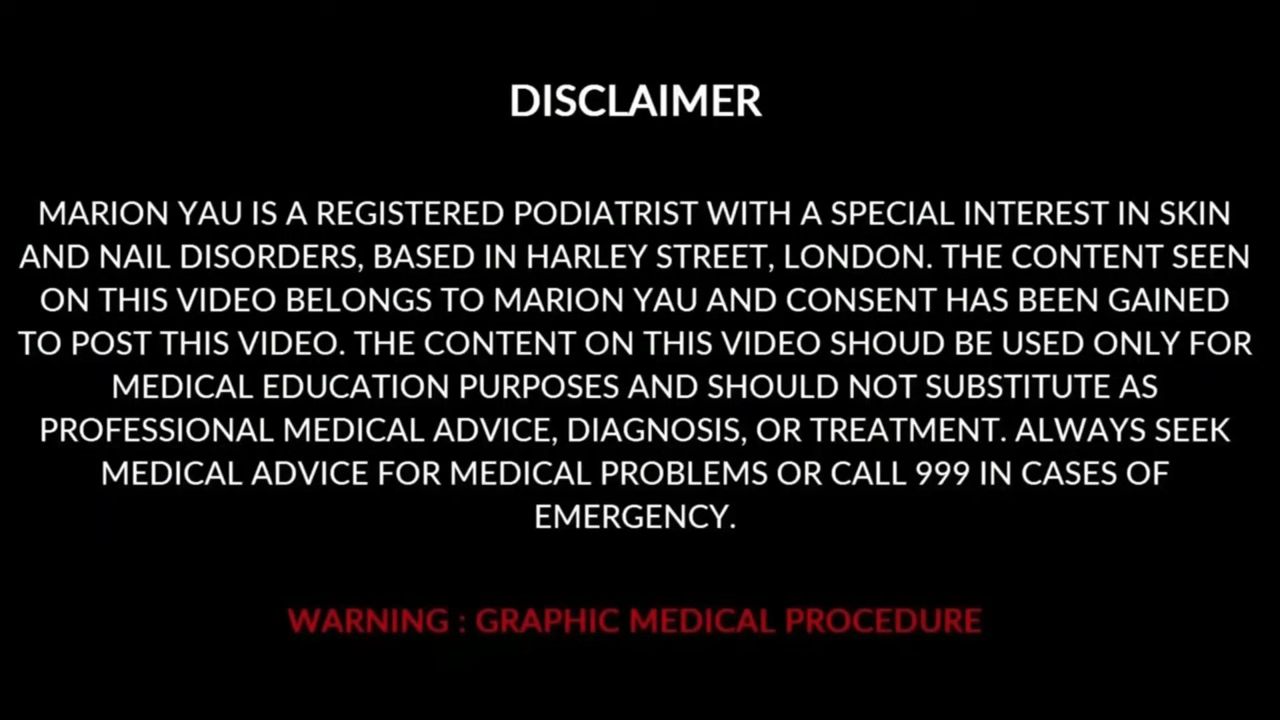 DISCLAIMER
MARION YAU IS A REGISTERED PODIATRIST WITH A SPECIAL INTEREST IN SKIN
AND NAIL DISORDERS, BASED IN HARLEY STREET, LONDON. THE CONTENT SEEN
ON THIS VIDEO BELONGS TO MARION YAU AND CONSENT HAS BEEN GAINED
TO POST THIS VIDEO. THE CONTENT ON THIS VIDEO SHOUD BE USED ONLY FOR
MEDICAL EDUCATION PURPOSES AND SHOULD NOT SUBSTITUTE AS
PROFESSIONAL MEDICAL ADVICE, DIAGNOSIS, OR TREATMENT. ALWAYS SEEK
MEDICAL ADVICE FOR MEDICAL PROBLEMS OR CALL 999 IN CASES OF
EMERGENCY.
WARNING : GRAPHIC MEDICAL PROCEDURE